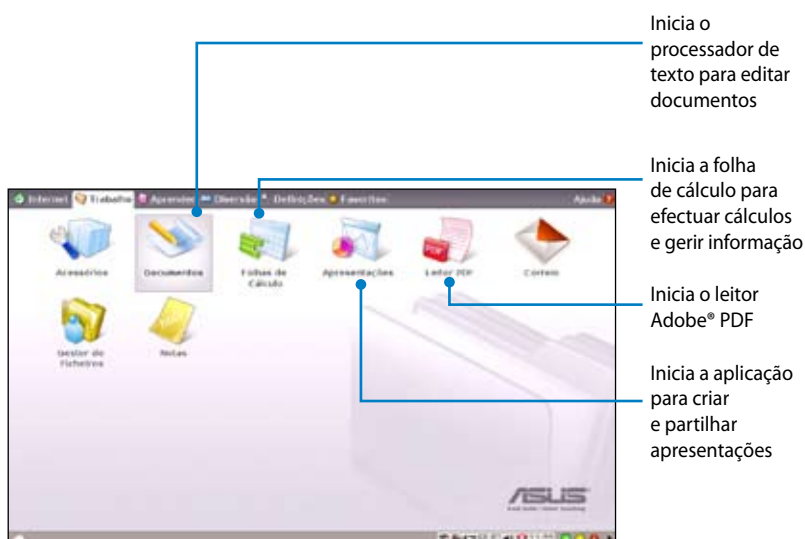 Inicia o
processador de
texto para editar
documentos
Inicia a folha
de cálculo para
efectuar cálculos
e gerir informação
Inicia o leitor
Adobe® PDF
Inicia a aplicação
para criar
e partilhar
apresentações
Internet Trabalho Aprender Diversão Definições Favoritos Ajuda
Acessórios Documentos Folhas de Apresentações Leitor PDF Correio
Cálculo
Gestor de Notas
Ficheiros
PDF
ASUS